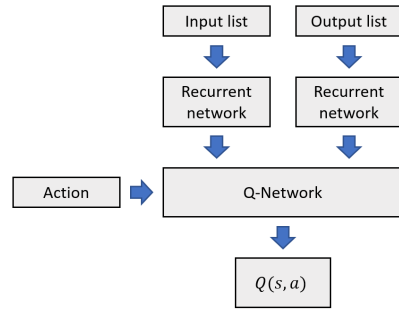 Input list
Output list
Recurrent
network
Recurrent
network
Action
Q-Network
Q(s, a)